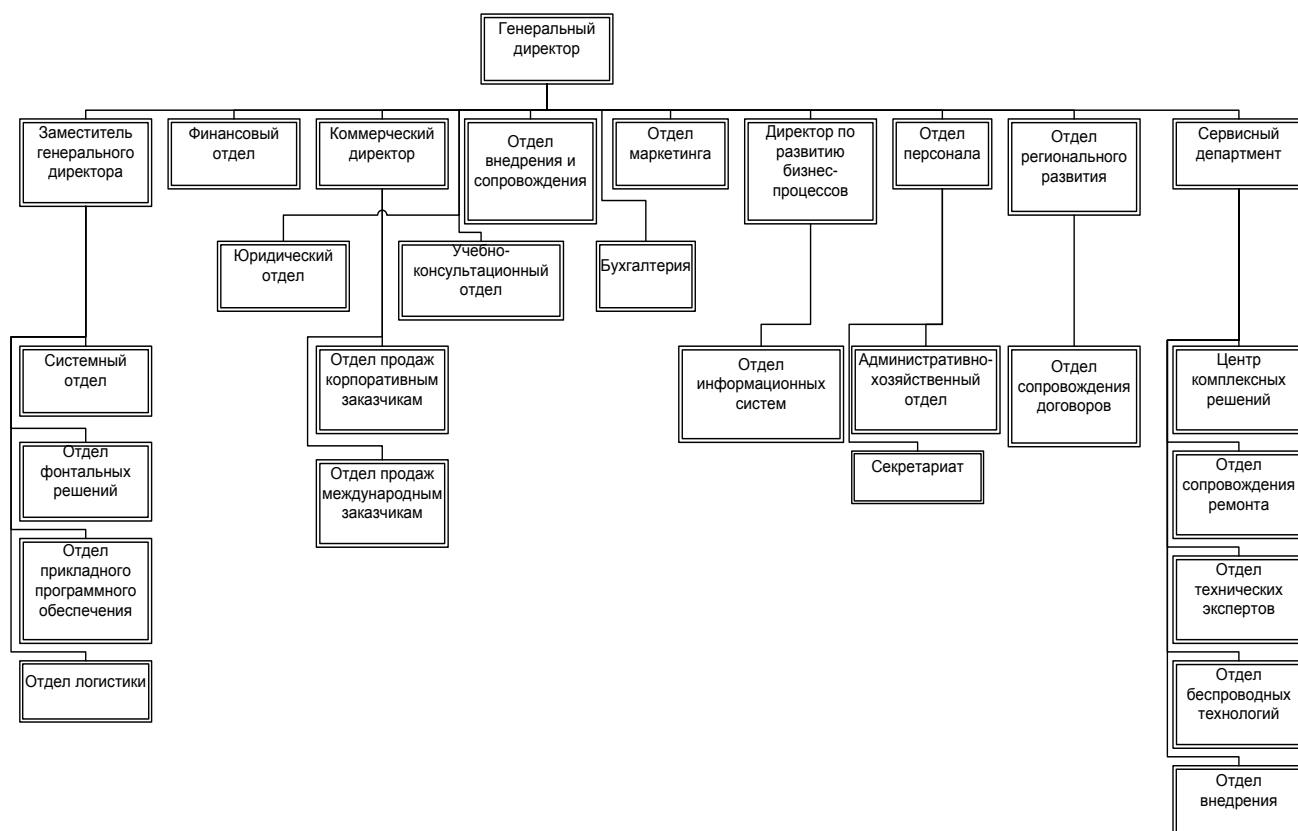 Генеральный
директор
Заместитель
генерального
директора
Финансовый
отдел
Коммерческий
директор
Отдел
внедрения и
сопровождения
Отдел
маркетинга
Директор по
развитию
бизнес-
процессов
Отдел
персонала
Отдел
регионального
развития
Сервисный
департмент
Юридический
отдел
Учебно-
консультационный
отдел
Бухгалтерия
Системный
отдел
Отдел продаж
корпоративным
заказчикам
Отдел
информационных
систем
Административно-
хозяйственный
отдел
Отдел
сопровождения
договоров
Центр
комплексных
решений
Отдел
фонтальных
решений
Отдел продаж
международным
заказчикам
Секретариат
Отдел
сопровождения
ремонта
Отдел
прикладного
программного
обеспечения
Отдел
технических
экспертов
Отдел логистики
Отдел
беспроводных
технологий
Отдел
внедрения